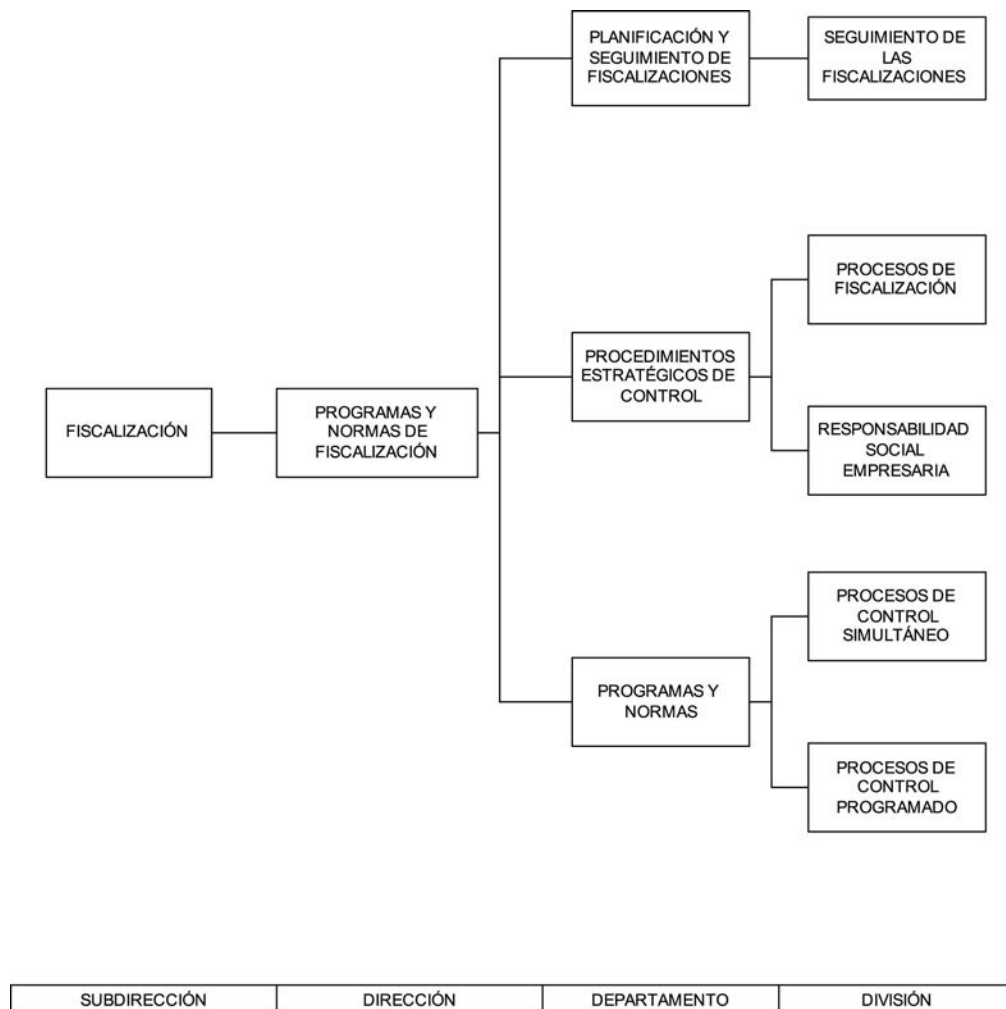 PLANIFICACIÓN Y
SEGUIMIENTO DE
FISCALIZACIONES
SEGUIMIENTO DE
LAS
FISCALIZACIONES
PROCESOS DE
FISCALIZACIÓN
PROCEDIMIENTOS
ESTRATÉGICOS DE
CONTROL
FISCALIZACIÓN
PROGRAMAS Y
NORMAS DE
FISCALIZACIÓN
RESPONSABILIDAD
SOCIAL
EMPRESARIA
PROCESOS DE
CONTROL
SIMULTÁNEO
PROGRAMAS Y
NORMAS
PROCESOS DE
CONTROL
PROGRAMADO
SUBDIRECCIÓN
DIRECCIÓN
DEPARTAMENTO
DIVISIÓN